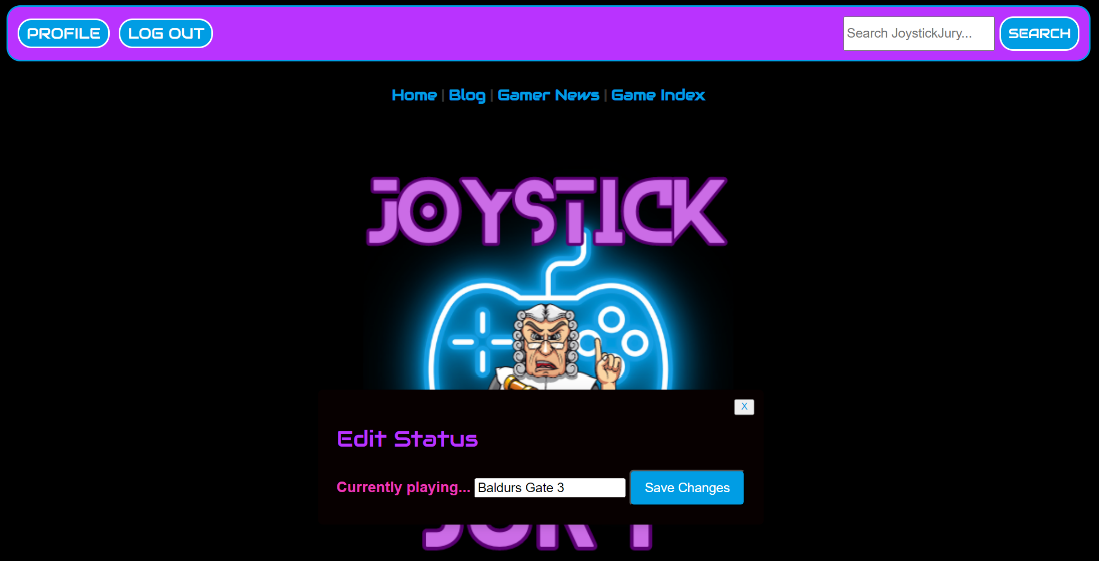 PROFILE LOG OUT Search JoystickJury... SEARCH
Home | Blog | Gamer News | Game Index
JOYSTICK
X
Edit Status
Currently playing... Baldurs Gate 3 Save Changes
JURY